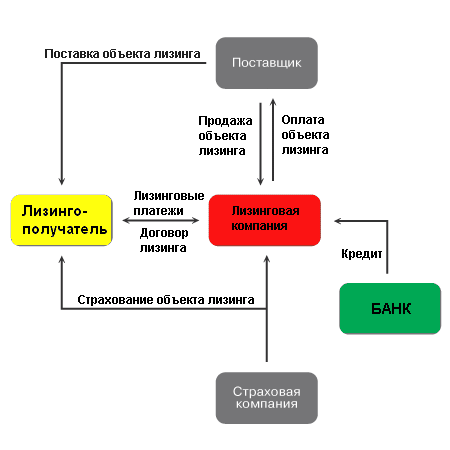 Поставка объекта лизинга
Поставщик
Продажа
объекта
лизинга
Оплата
объекта
лизинга
Лизинго-
получатель
Лизинговые
платежи
Договор
лизинга
Лизинговая
компания
Кредит
БАНК
Страхование объекта лизинга
Страховая
компания